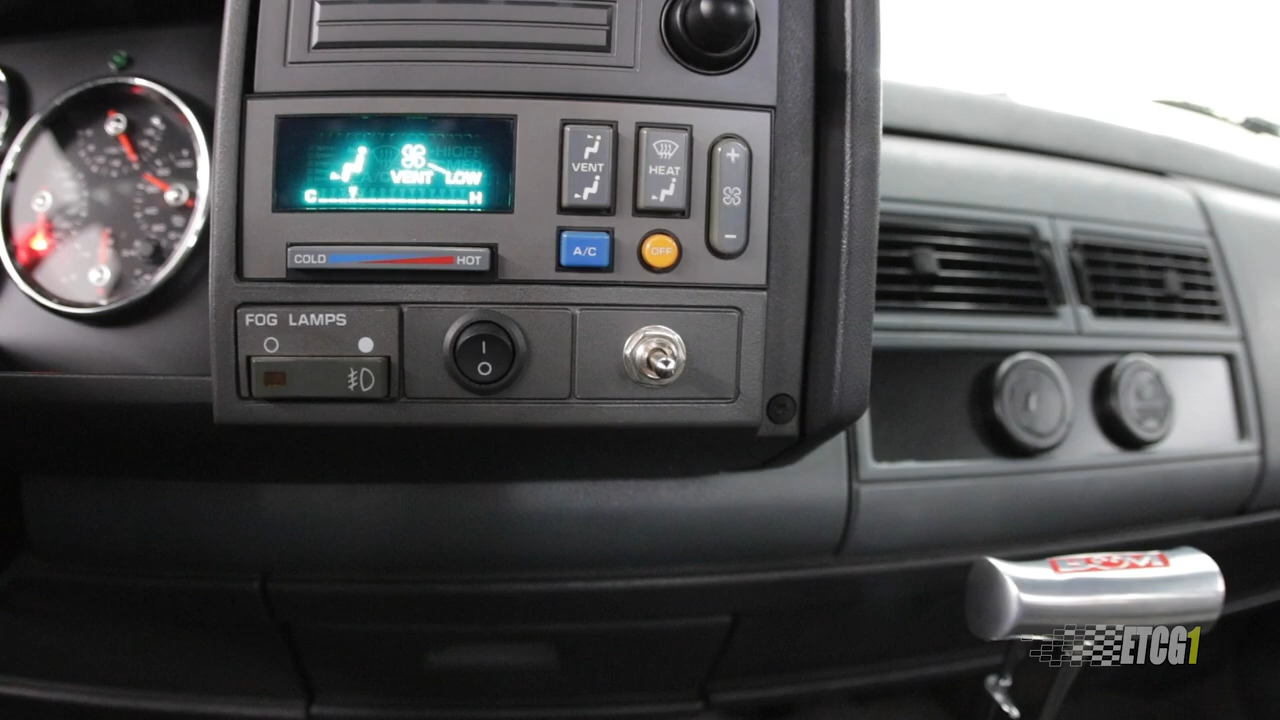 VENT LOW
C H
VENT
HEAT
+
-
A/C
OFF
COLD HOT
FOG LAMPS
I
O
B&M
ETCG1